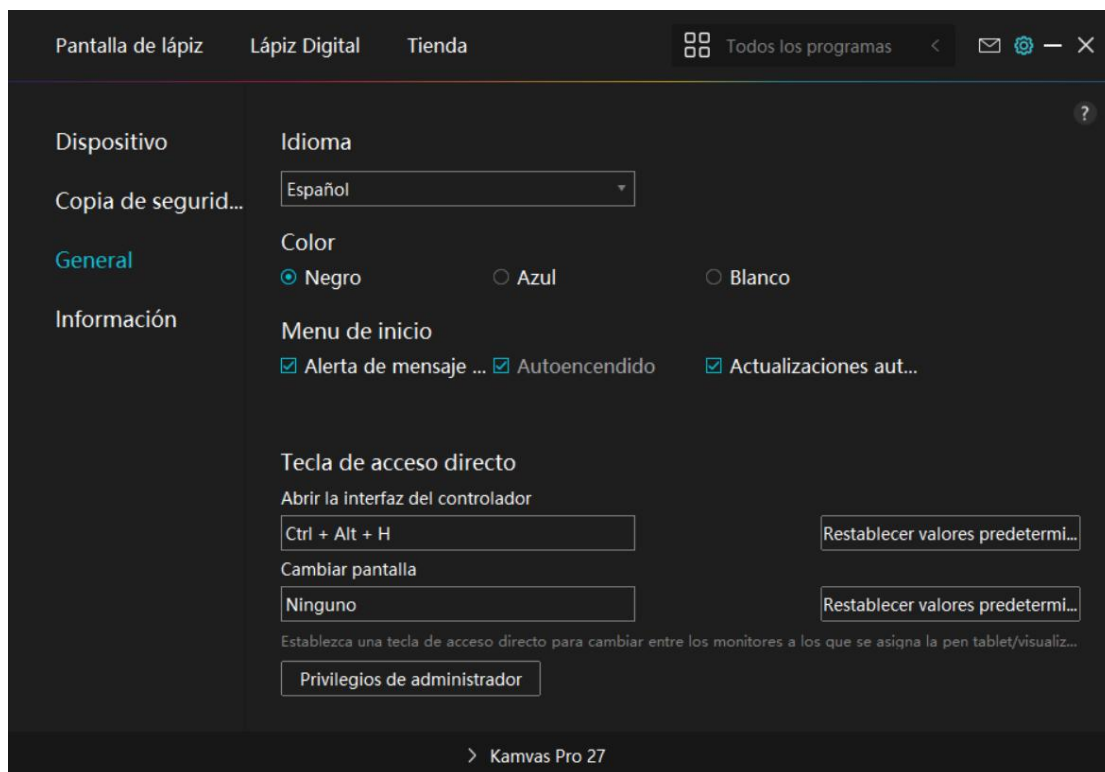 Pantalla de lápiz Lápiz Digital Tienda Todos los programas
?
Dispositivo
Copia de segurid...
General
Información
Idioma
Español
Color
Negro Azul Blanco
Menu de inicio
Alerta de mensaje ... Autoencendido Actualizaciones aut...
Tecla de acceso directo
Abrir la interfaz del controlador
Ctrl + Alt + H Restablecer valores predetermi...
Cambiar pantalla
Ninguno Restablecer valores predetermi...
Establezca una tecla de acceso directo para cambiar entre los monitores a los que se asigna la pen tablet/visualiz...
Privilegios de administrador
Kamvas Pro 27